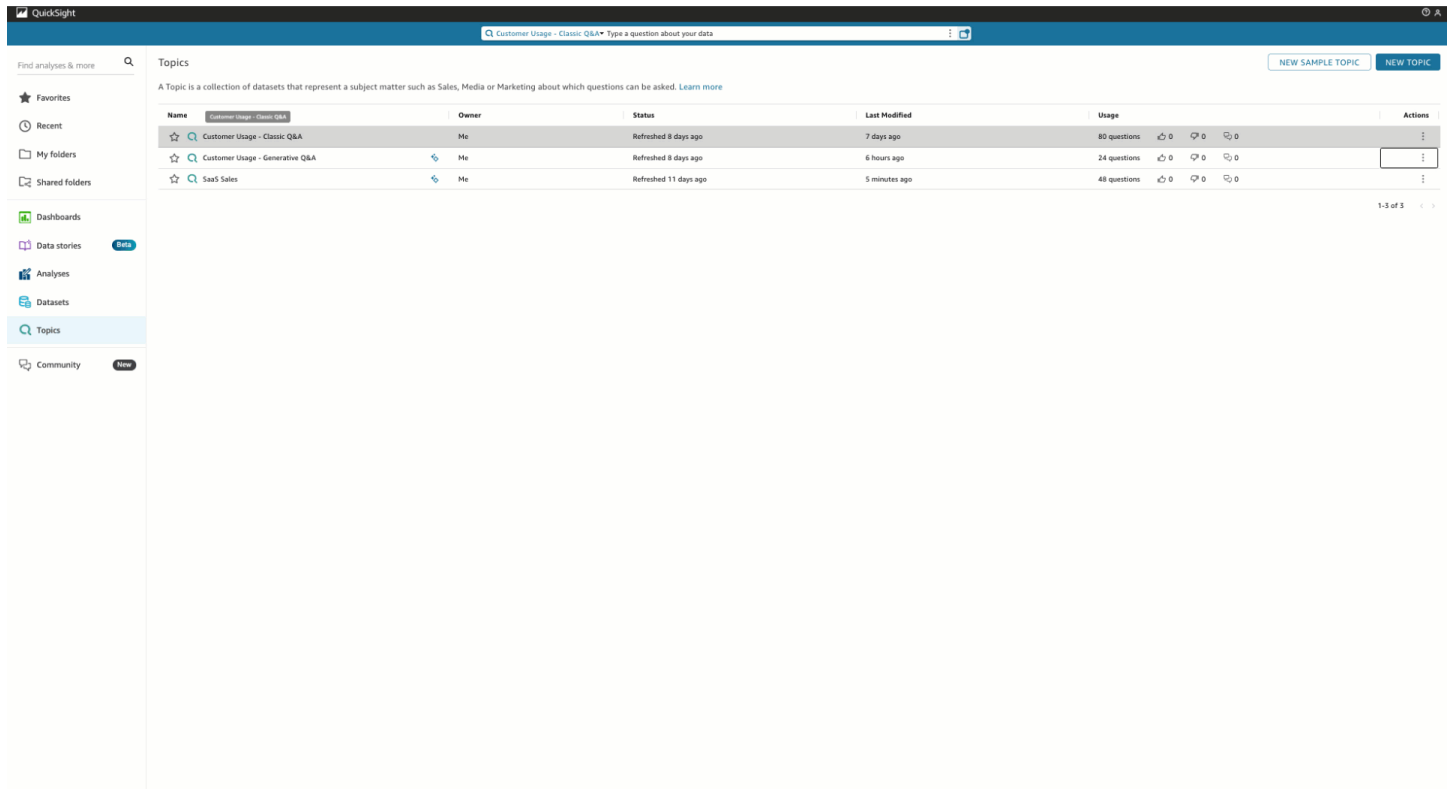 QuickSight
Customer Usage - Classic Q&A Type a question about your data
Find analyses & more
Favorites
Recent
My folders
Shared folders
Dashboards
Data stories Beta
Analyses
Datasets
Topics
Community New
Topics
NEW SAMPLE TOPIC NEW TOPIC
A Topic is a collection of datasets that represent a subject matter such as Sales, Media or Marketing about which questions can be asked. Learn more
Name Customer Usage - Classic Q&A Owner Status Last Modified Usage Actions
Customer Usage - Classic Q&A Me Refreshed 8 days ago 7 days ago 80 questions 0 0 0
Customer Usage - Generative Q&A Me Refreshed 8 days ago 6 hours ago 24 questions 0 0 0
SaaS Sales Me Refreshed 11 days ago 5 minutes ago 48 questions 0 0 0
1-3 of 3